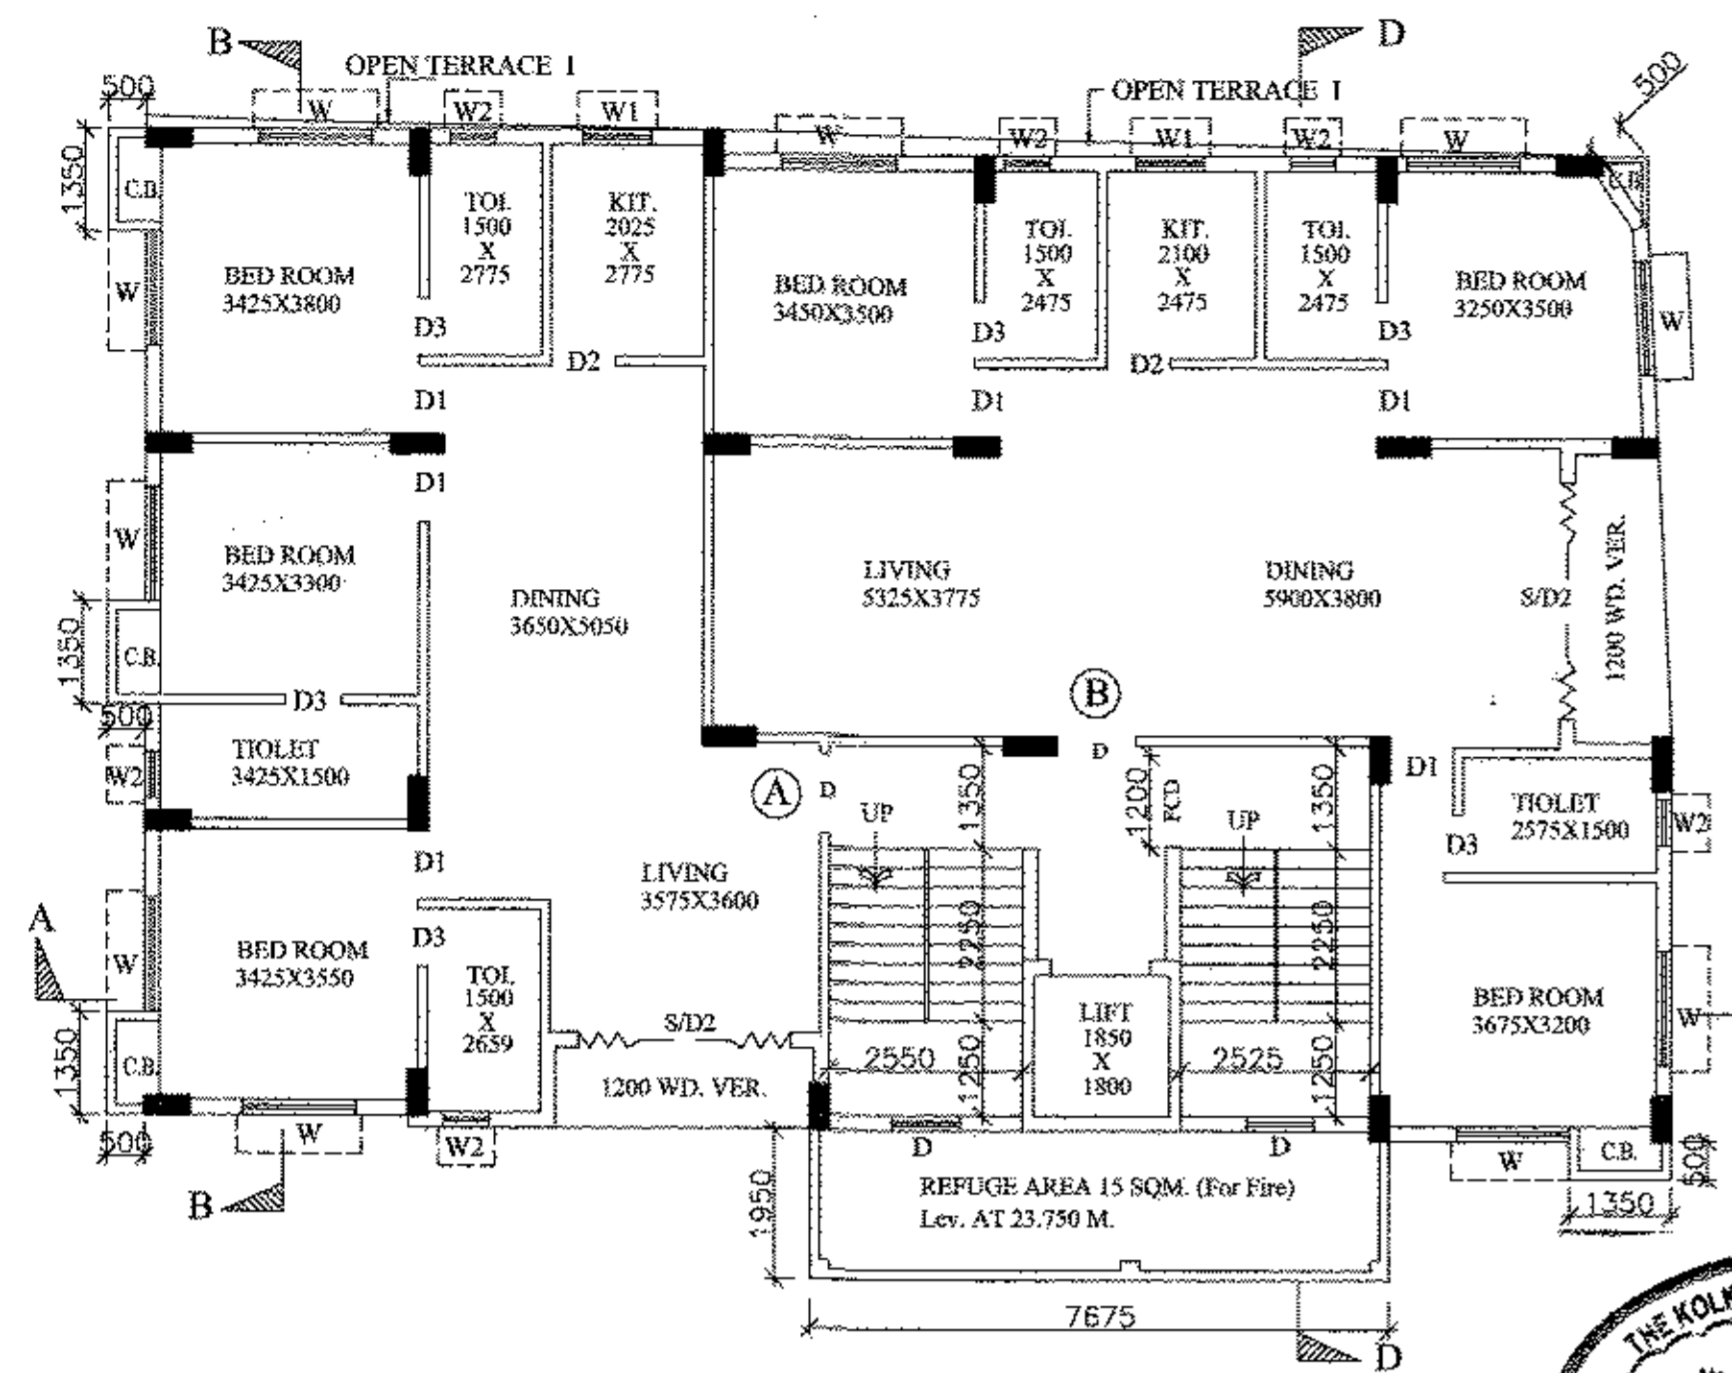 B
D
OPEN TERRACE 1
OPEN TERRACE 1
500
500
W
W2
W1
W
W2
W1
W2
W
1350
C.B.
C.B.
TOI.
1500
X
2775
KIT.
2025
X
2775
TOI.
1500
X
2475
KIT.
2100
X
2475
TOI.
1500
X
2475
W
BED ROOM
3425X3800
BED ROOM
3450X3500
BED ROOM
3250X3500
W
D3
D3
D3
D2
D2
D1
D1
D1
D1
W
BED ROOM
3425X3300
DINING
3650X5050
LIVING
5325X3775
DINING
5900X3800
S/D2
1200 WD. VER.
1350
C.B.
D3
B
500
TIOLET
3425X1500
W2
A
D
D
UP
1350
1200
FCD
UP
1350
D1
TIOLET
2575X1500
W2
D3
D1
LIVING
3575X3600
A
W
BED ROOM
3425X3550
D3
TOI.
1500
X
2659
2250
2250
BED ROOM
3675X3200
W
S/D2
LIFT
1850
X
1800
1350
C.B.
1200 WD. VER.
2550
1250
2525
1250
500
W
W2
D
D
W
C.B.
500
B
1950
REFUGE AREA 15 SQM. (For Fire)
Lev. AT 23.750 M.
1350
7675
D
THE